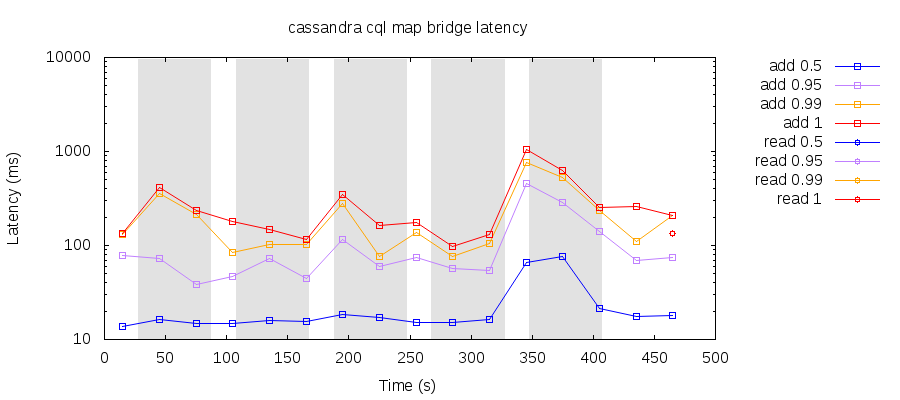 cassandra cql map bridge latency
10000
1000
100
10
Latency (ms)
0
50
100
150
200
250
300
350
400
450
500
Time (s)
add 0.5
add 0.95
add 0.99
add 1
read 0.5
read 0.95
read 0.99
read 1